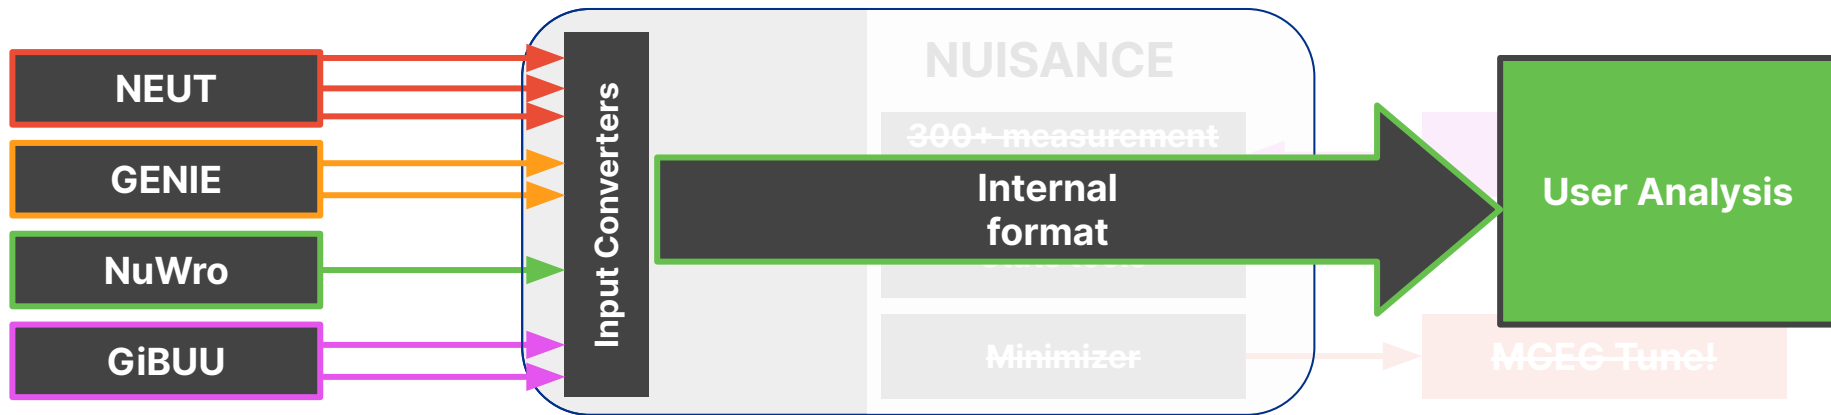 NEUT
GENIE
NuWro
GiBUU
Input Converters
NUISANCE
300+ measurement
Internal
format
Minimizer
User Analysis
MCEG Tune!